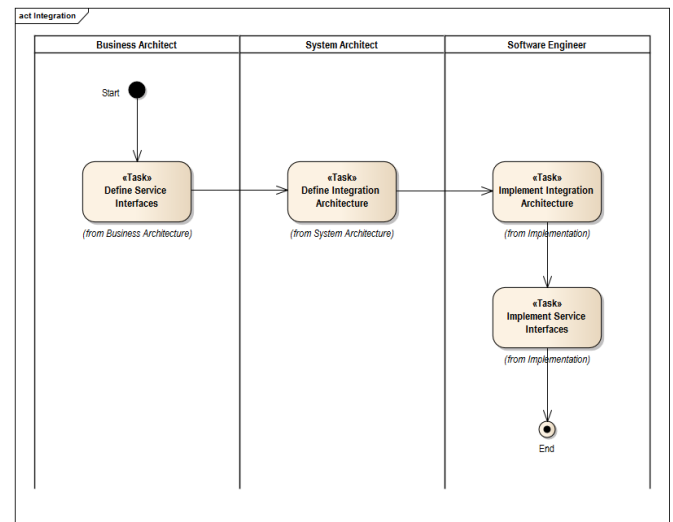 act Integration
Business Architect
System Architect
Software Engineer
Start
«Task»
Define Service
Interfaces
(from Business Architecture)
«Task»
Define Integration
Architecture
(from System Architecture)
«Task»
Implement Integration
Architecture
(from Implementation)
«Task»
Implement Service
Interfaces
(from Implementation)
End